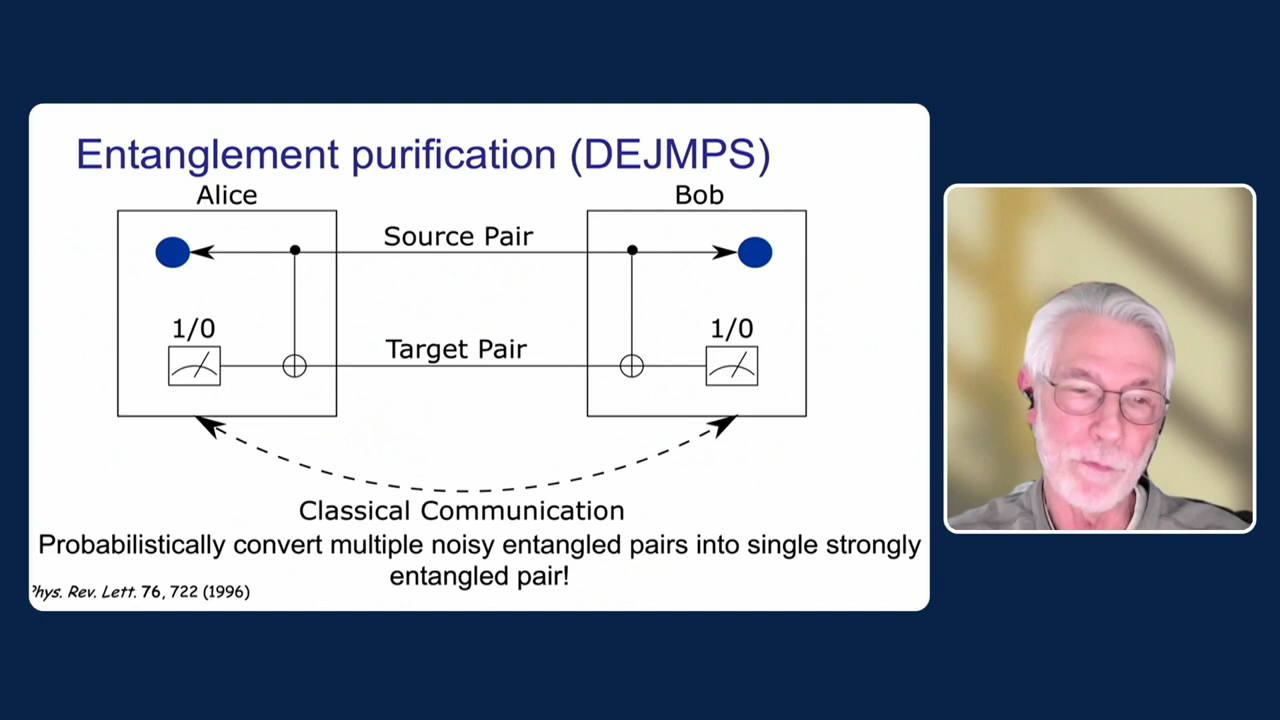 Entanglement purification (DEJMPS)
Alice
Bob
Source Pair
1/0
1/0
Target Pair
Classical Communication
Probabilistically convert multiple noisy entangled pairs into single strongly
entangled pair!
Rev. Lett. 76, 722 (1996)